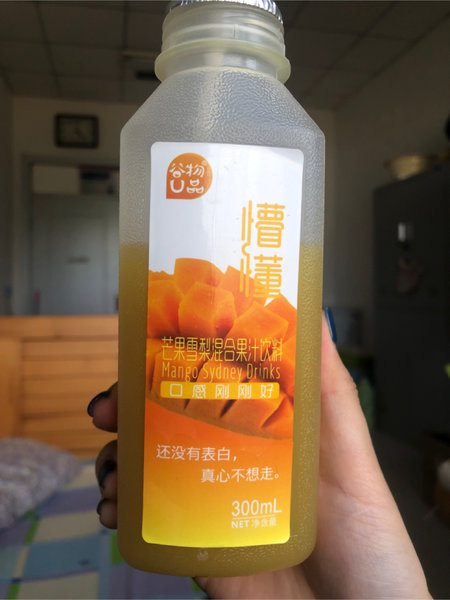 谷物
U品
懵懂
芒果雪梨混合果汁饮料
Mango Sydney Drinks
口感刚刚好
还没有表白，
真心不想走。
300mL
NET 净含量